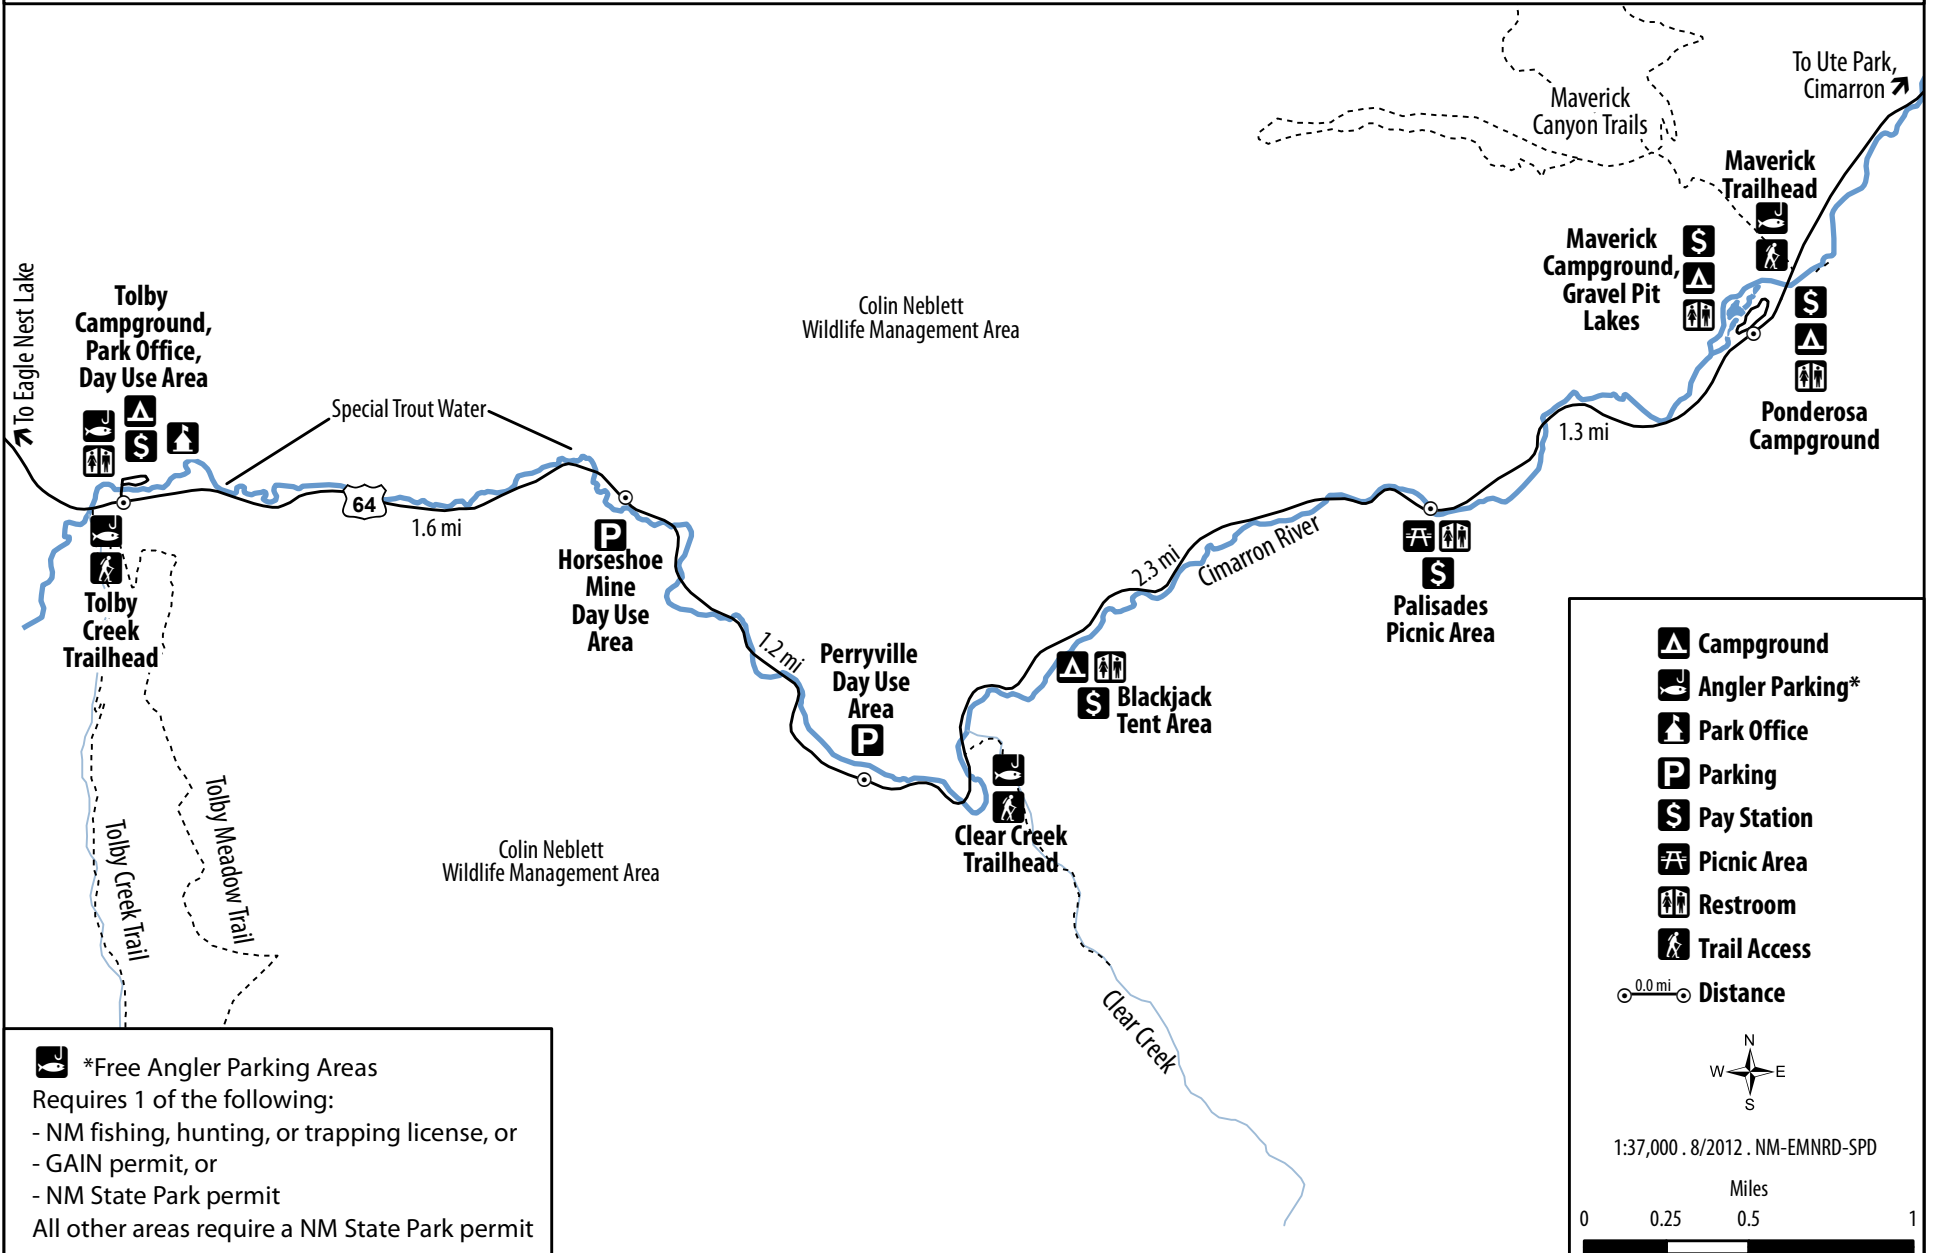 To Ute Park,
Cimarron
Maverick
Canyon Trails
Maverick
Trailhead
Maverick
Campground,
Gravel Pit
Lakes
Ponderosa
Campground
To Eagle Nest Lake
Tolby
Campground,
Park Office,
Day Use Area
Colin Neblett
Wildlife Management Area
Special Trout Water
64
1.6 mi
1.3 mi
Tolby
Creek
Trailhead
P
Horseshoe
Mine
Day Use
Area
1.2 mi
Perryville
Day Use
Area
P
2.3 mi
Cimarron River
Palisades
Picnic Area
Blackjack
Tent Area
Clear Creek
Trailhead
Tolby Meadow Trail
Tolby Creek Trail
Colin Neblett
Wildlife Management Area
Clear Creek
*Free Angler Parking Areas
Requires 1 of the following:
- NM fishing, hunting, or trapping license, or
- GAIN permit, or
- NM State Park permit
All other areas require a NM State Park permit
Campground
Angler Parking*
Park Office
P Parking
$ Pay Station
Picnic Area
Restroom
Trail Access
0.0 mi Distance
N
W E
S
1:37,000 . 8/2012 . NM-EMNRD-SPD
Miles
0 0.25 0.5 1